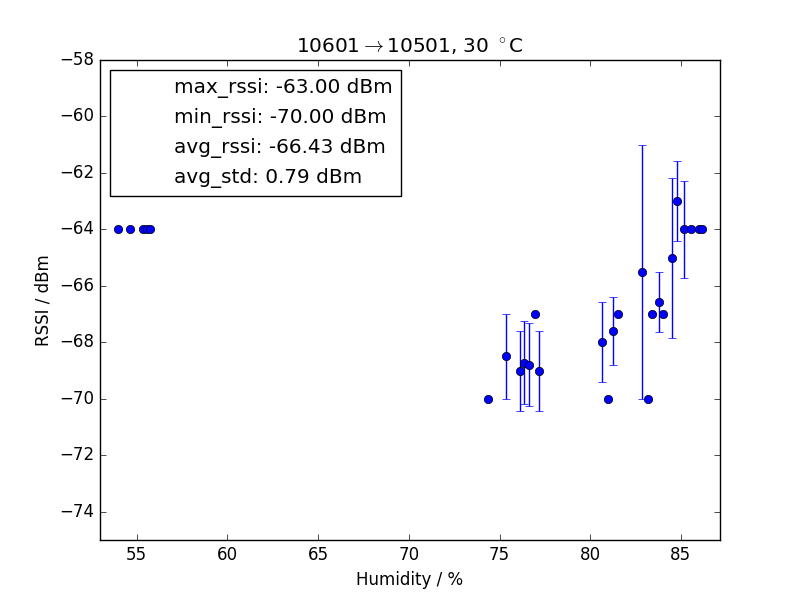 10601→10501, 30 °C
max_rssi: -63.00 dBm
min_rssi: -70.00 dBm
avg_rssi: -66.43 dBm
avg_std: 0.79 dBm
−58
−60
−62
−64
−66
−68
−70
−72
−74
RSSI / dBm
55 60 65 70 75 80 85
Humidity / %